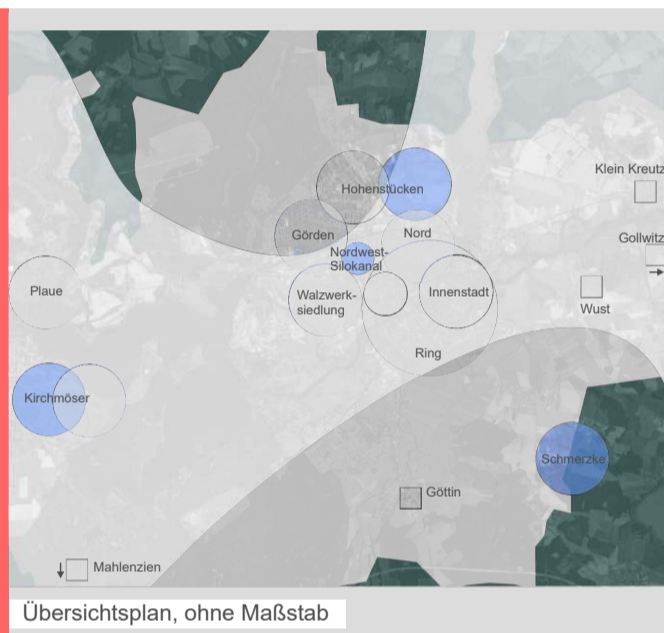 Klein Kreutz
Hohenstücken
Görden
Nord
Gollwitz
Nordwest-
Silokanal
Plaue
Walzwerk-
siedlung
Innenstadt
Wust
Ring
Kirchmöser
Schmerzke
Göttin
Mahlenzien
Übersichtsplan, ohne Maßstab